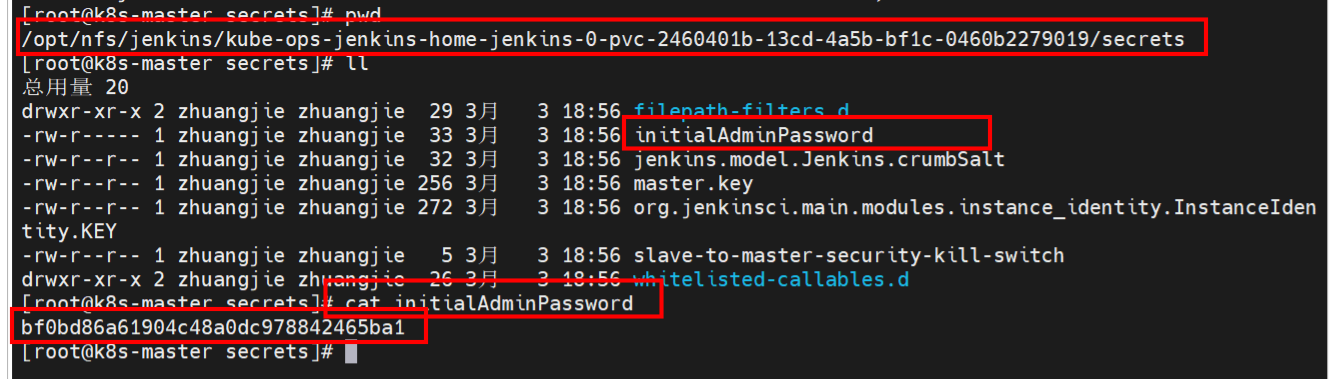 [root@k8s-master secrets]# pwd
/opt/nfs/jenkins/kube-ops-jenkins-home-jenkins-0-pvc-2460401b-13cd-4a5b-bf1c-0460b2279019/secrets
[root@k8s-master secrets]# ll
总用量 20
drwxr-xr-x 2 zhuangjie zhuangjie  29 3月   3 18:56 filepath-filters.d
-rw-r----- 1 zhuangjie zhuangjie  33 3月   3 18:56 initialAdminPassword
-rw-r--r-- 1 zhuangjie zhuangjie  32 3月   3 18:56 jenkins.model.Jenkins.crumbSalt
-rw-r--r-- 1 zhuangjie zhuangjie 256 3月   3 18:56 master.key
-rw-r--r-- 1 zhuangjie zhuangjie 272 3月   3 18:56 org.jenkinsci.main.modules.instance_identity.InstanceIden
tity.KEY
-rw-r--r-- 1 zhuangjie zhuangjie   5 3月   3 18:56 slave-to-master-security-kill-switch
drwxr-xr-x 2 zhuangjie zhuangjie  26 3月   3 18:56 whitelisted-callables.d
[root@k8s-master secrets]# cat initialAdminPassword
bf0bd86a61904c48a0dc978842465ba1
[root@k8s-master secrets]#